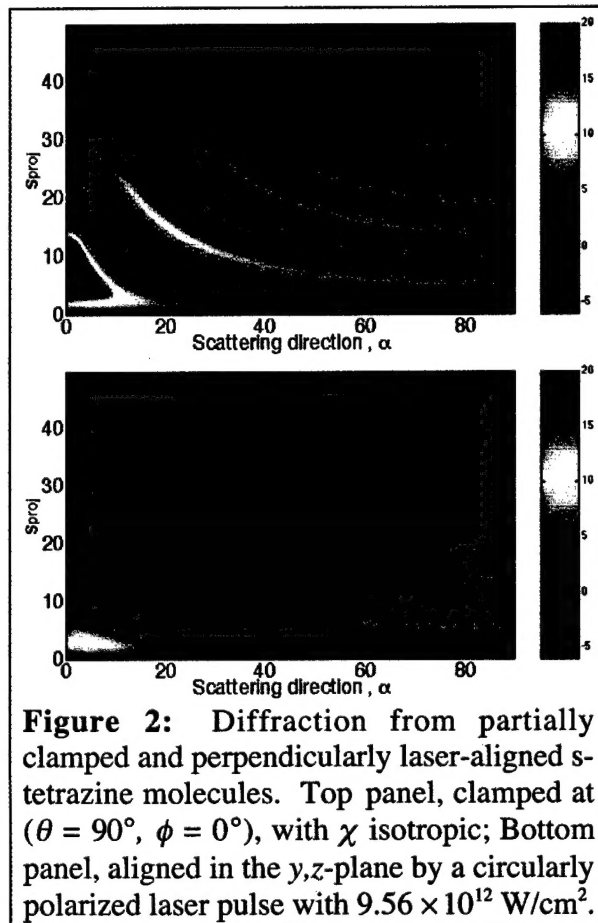 20
40
15
30
10
Sproj
20
5
10
0
-5
0
0 20 40 60 80
Scattering direction , α
20
40
15
30
10
Sproj
20
5
10
0
-5
0
0 20 40 60 80
Scattering direction , α
Figure 2: Diffraction from partially
clamped and perpendicularly laser-aligned s-
tetrazine molecules. Top panel, clamped at
(θ = 90°, ϕ = 0°), with χ isotropic; Bottom
panel, aligned in the y,z-plane by a circularly
polarized laser pulse with 9.56 × 10¹² W/cm².